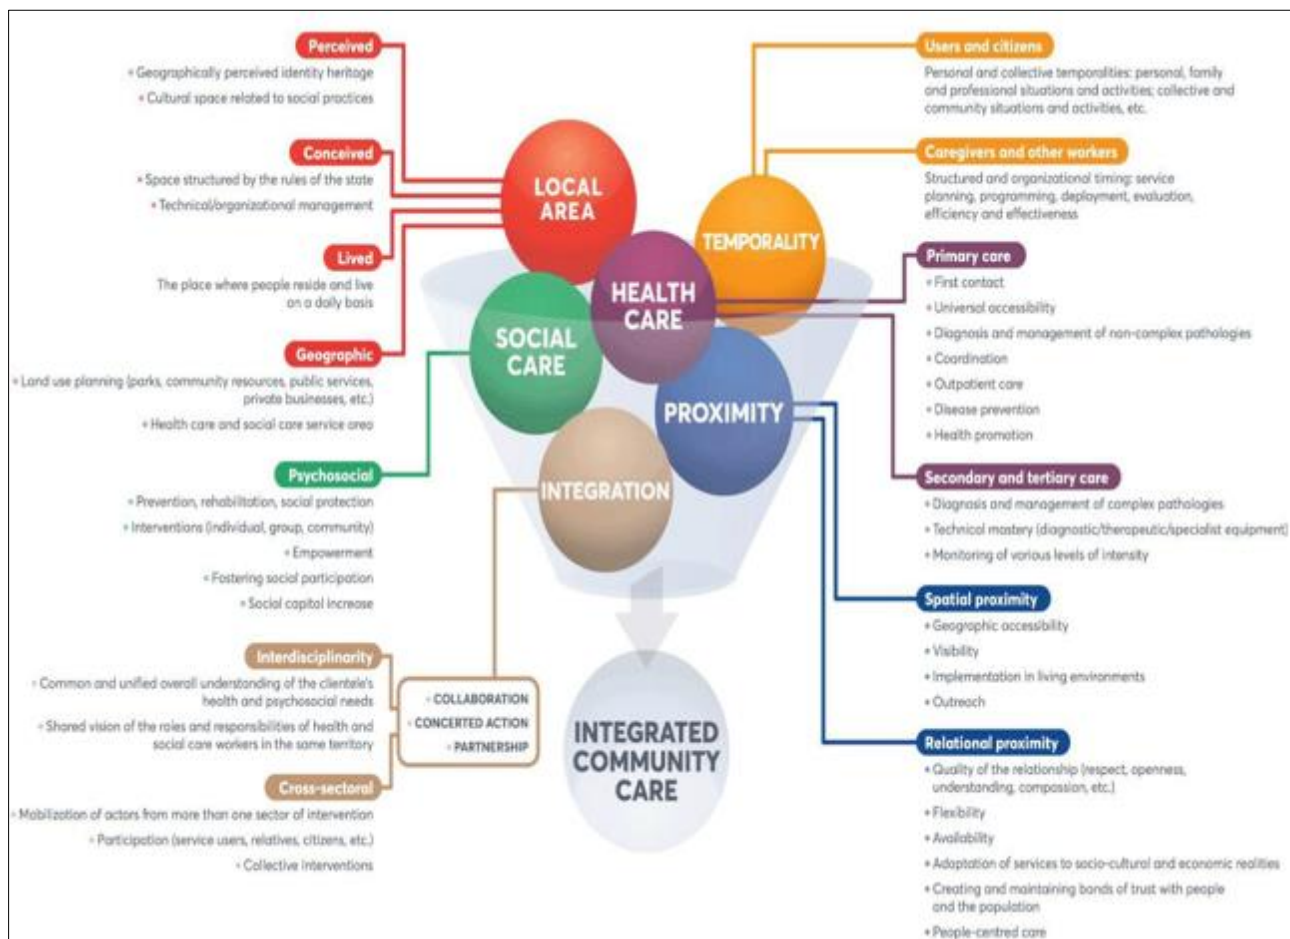 Perceived
• Geographically perceived identity heritage
• Cultural space related to social practices
Conceived
• Space structured by the rules of the state
• Technical/organizational management
Lived
The place where people reside and live
on a daily basis
Geographic
• Land use planning (parks, community resources, public services,
private businesses, etc.)
• Health care and social care service area
Psychosocial
• Prevention, rehabilitation, social protection
• Interventions (individual, group, community)
• Empowerment
• Fostering social participation
• Social capital increase
Interdisciplinarity
• Common and unified overall understanding of the clientele's
health and psychosocial needs
• Shared vision of the roles and responsibilities of health and
social care workers in the same territory
Cross-sectoral
• Mobilization of actors from more than one sector of intervention
• Participation (service users, relatives, citizens, etc.)
• Collective interventions
• COLLABORATION
• CONCERTED ACTION
• PARTNERSHIP
LOCAL
AREA
TEMPORALITY
HEALTH
CARE
SOCIAL
CARE
PROXIMITY
INTEGRATION
INTEGRATED
COMMUNITY
CARE
Users and citizens
Personal and collective temporalities: personal, family
and professional situations and activities; collective and
community situations and activities, etc.
Caregivers and other workers
Structured and organizational timing: service
planning, programming, deployment, evaluation,
efficiency and effectiveness
Primary care
• First contact
• Universal accessibility
• Diagnosis and management of non-complex pathologies
• Coordination
• Outpatient care
• Disease prevention
• Health promotion
Secondary and tertiary care
• Diagnosis and management of complex pathologies
• Technical mastery (diagnostic/therapeutic/specialist equipment)
• Monitoring of various levels of intensity
Spatial proximity
• Geographic accessibility
• Visibility
• Implementation in living environments
• Outreach
Relational proximity
• Quality of the relationship (respect, openness,
understanding, compassion, etc.)
• Flexibility
• Availability
• Adaptation of services to socio-cultural and economic realities
• Creating and maintaining bonds of trust with people
and the population
• People-centred care